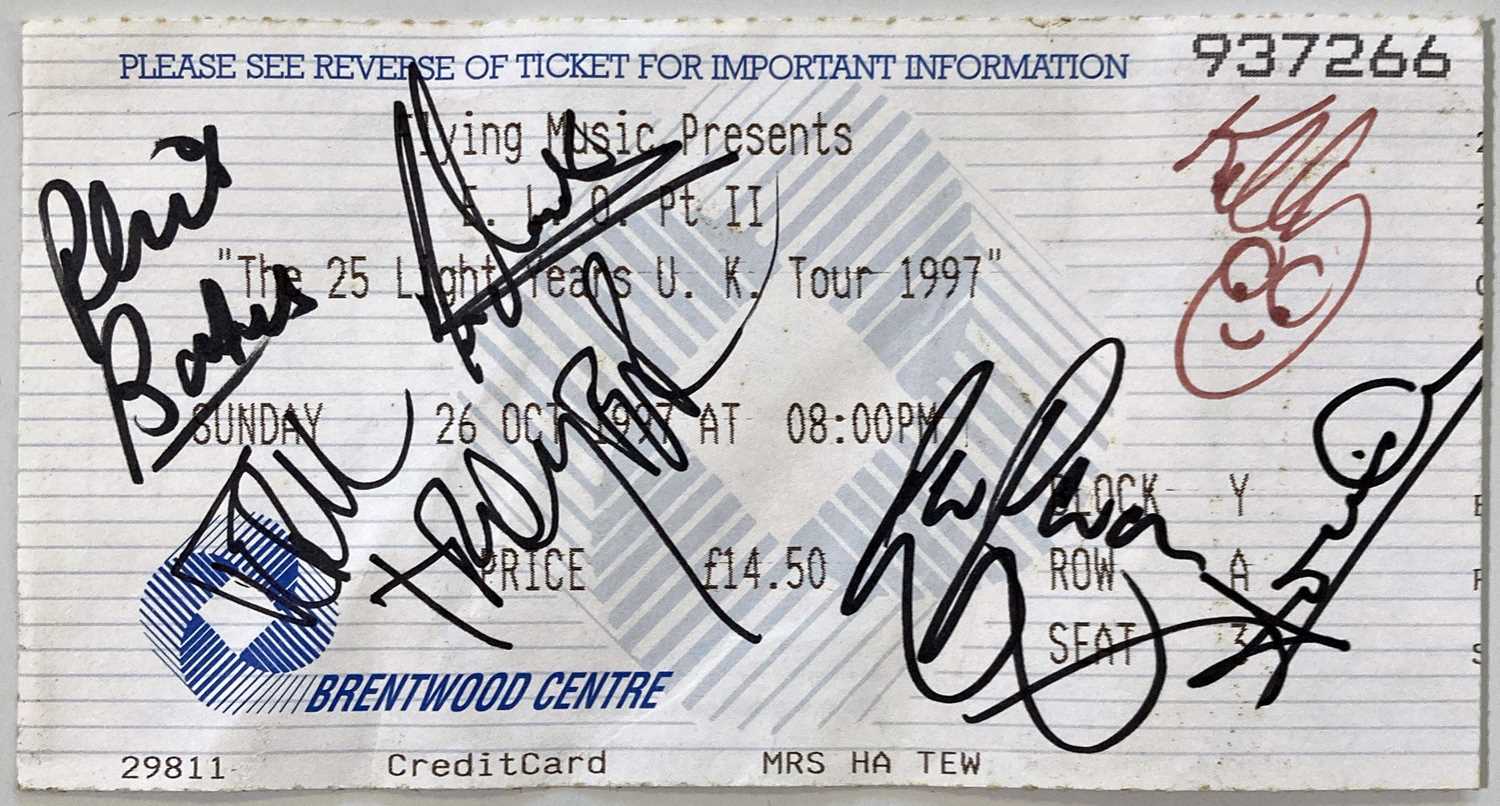 PLEASE SEE REVERSE OF TICKET FOR IMPORTANT INFORMATION
937266
Flying Music Presents
E. L. O. Pt II
"The 25 Light Years U. K. Tour 1997"
Kelly
SUNDAY 26 OCT 1997 AT 08:00PM
BLOCK Y
PRICE £14.50 ROW A
SEAT 3
BRENTWOOD CENTRE
29811 CreditCard MRS HA TEW